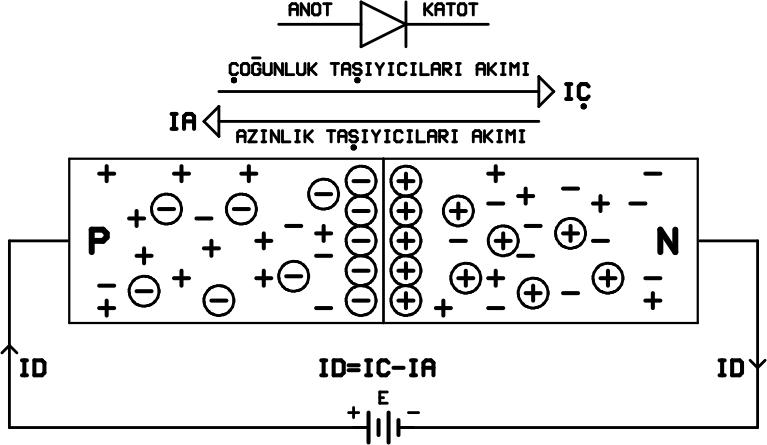 ANOT KATOT
ÇOĞUNLUK TAŞIYICILARI AKIMI
IÇ
IA
AZINLIK TAŞIYICILARI AKIMI
P N
ID ID=IC-IA ID
E
+ -